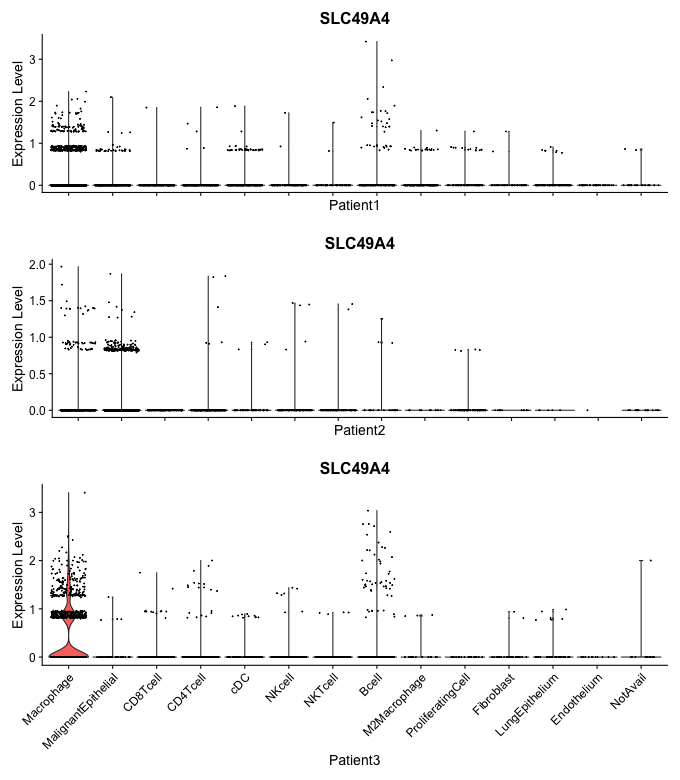 SLC49A4
Expression Level
3
2
1
0
Patient1
SLC49A4
Expression Level
2.0
1.5
1.0
0.5
0.0
Patient2
SLC49A4
Expression Level
3
2
1
0
Macrophage
MalignantEpithelial
CD8Tcell
CD4Tcell
cDC
NKcell
NKTcell
Bcell
M2Macrophage
ProliferatingCell
Fibroblast
LungEpithelium
Endothelium
NotAvail
Patient3